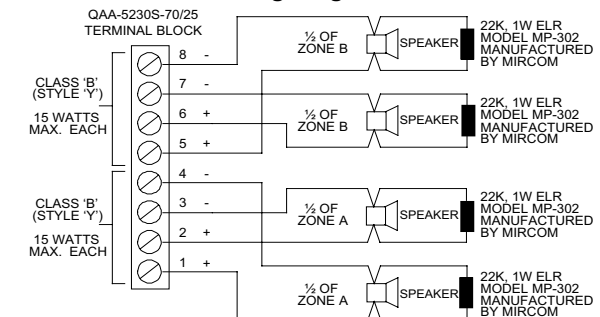 QAA-5230S-70/25
TERMINAL BLOCK
8 -
7 -
6 +
5 +
4 -
3 -
2 +
1 +
CLASS ‘B’
(STYLE ‘Y’)
15 WATTS
MAX. EACH
CLASS ‘B’
(STYLE ‘Y’)
15 WATTS
MAX. EACH
½ OF
ZONE B
SPEAKER
22K, 1W ELR
MODEL MP-302
MANUFACTURED
BY MIRCOM
½ OF
ZONE B
SPEAKER
22K, 1W ELR
MODEL MP-302
MANUFACTURED
BY MIRCOM
½ OF
ZONE A
SPEAKER
22K, 1W ELR
MODEL MP-302
MANUFACTURED
BY MIRCOM
½ OF
ZONE A
SPEAKER
22K, 1W ELR
MODEL MP-302
MANUFACTURED
BY MIRCOM